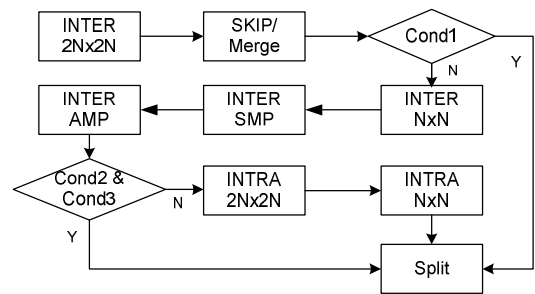 INTER
2Nx2N
SKIP/
Merge
Cond1
Y
N
INTER
AMP
INTER
SMP
INTER
NxN
Cond2 &
Cond3
N
INTRA
2Nx2N
INTRA
NxN
Y
Split